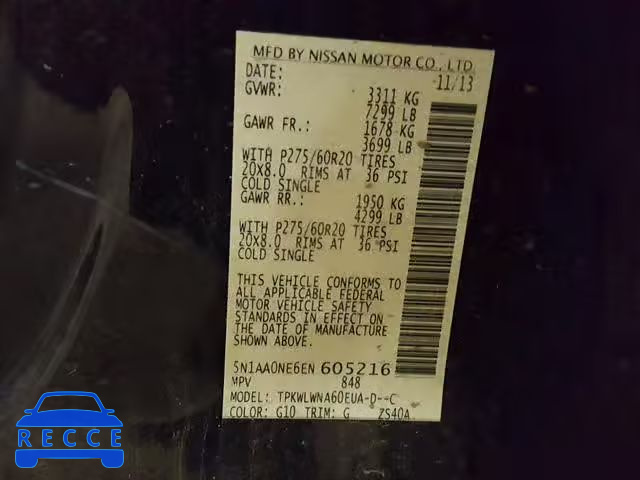 MFD BY NISSAN MOTOR CO., LTD
DATE: 11/13
GVWR: 3311 KG
7299 LB
GAWR FR.: 1678 KG
3699 LB
WITH P275/60R20 TIRES
20X8.0 RIMS AT 36 PSI
COLD SINGLE
GAWR RR.: 1950 KG
4299 LB
WITH P275/60R20 TIRES
20X8.0 RIMS AT 36 PSI
COLD SINGLE
THIS VEHICLE CONFORMS TO
ALL APPLICABLE FEDERAL
MOTOR VEHICLE SAFETY
STANDARDS IN EFFECT ON
THE DATE OF MANUFACTURE
SHOWN ABOVE.
5N1AA0NE6EN 605216
MPV 848
MODEL: TPKWLWNA60EUA-D--C
COLOR: G10 TRIM: G ZS40A
RECCE